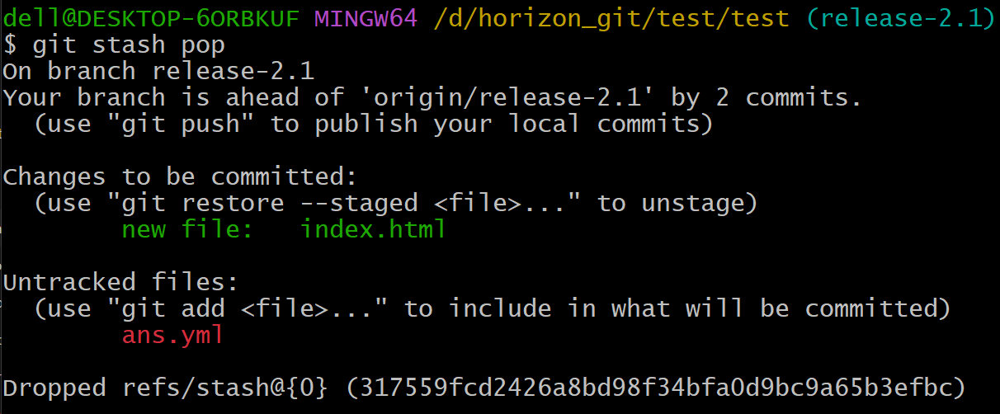 dell@DESKTOP-6ORBKUF MINGW64 /d/horizon_git/test/test (release-2.1)
$ git stash pop
On branch release-2.1
Your branch is ahead of 'origin/release-2.1' by 2 commits.
  (use "git push" to publish your local commits)

Changes to be committed:
  (use "git restore --staged <file>..." to unstage)
        new file:   index.html

Untracked files:
  (use "git add <file>..." to include in what will be committed)
        ans.yml

Dropped refs/stash@{0} (317559fcd2426a8bd98f34bfa0d9bc9a65b3efbc)